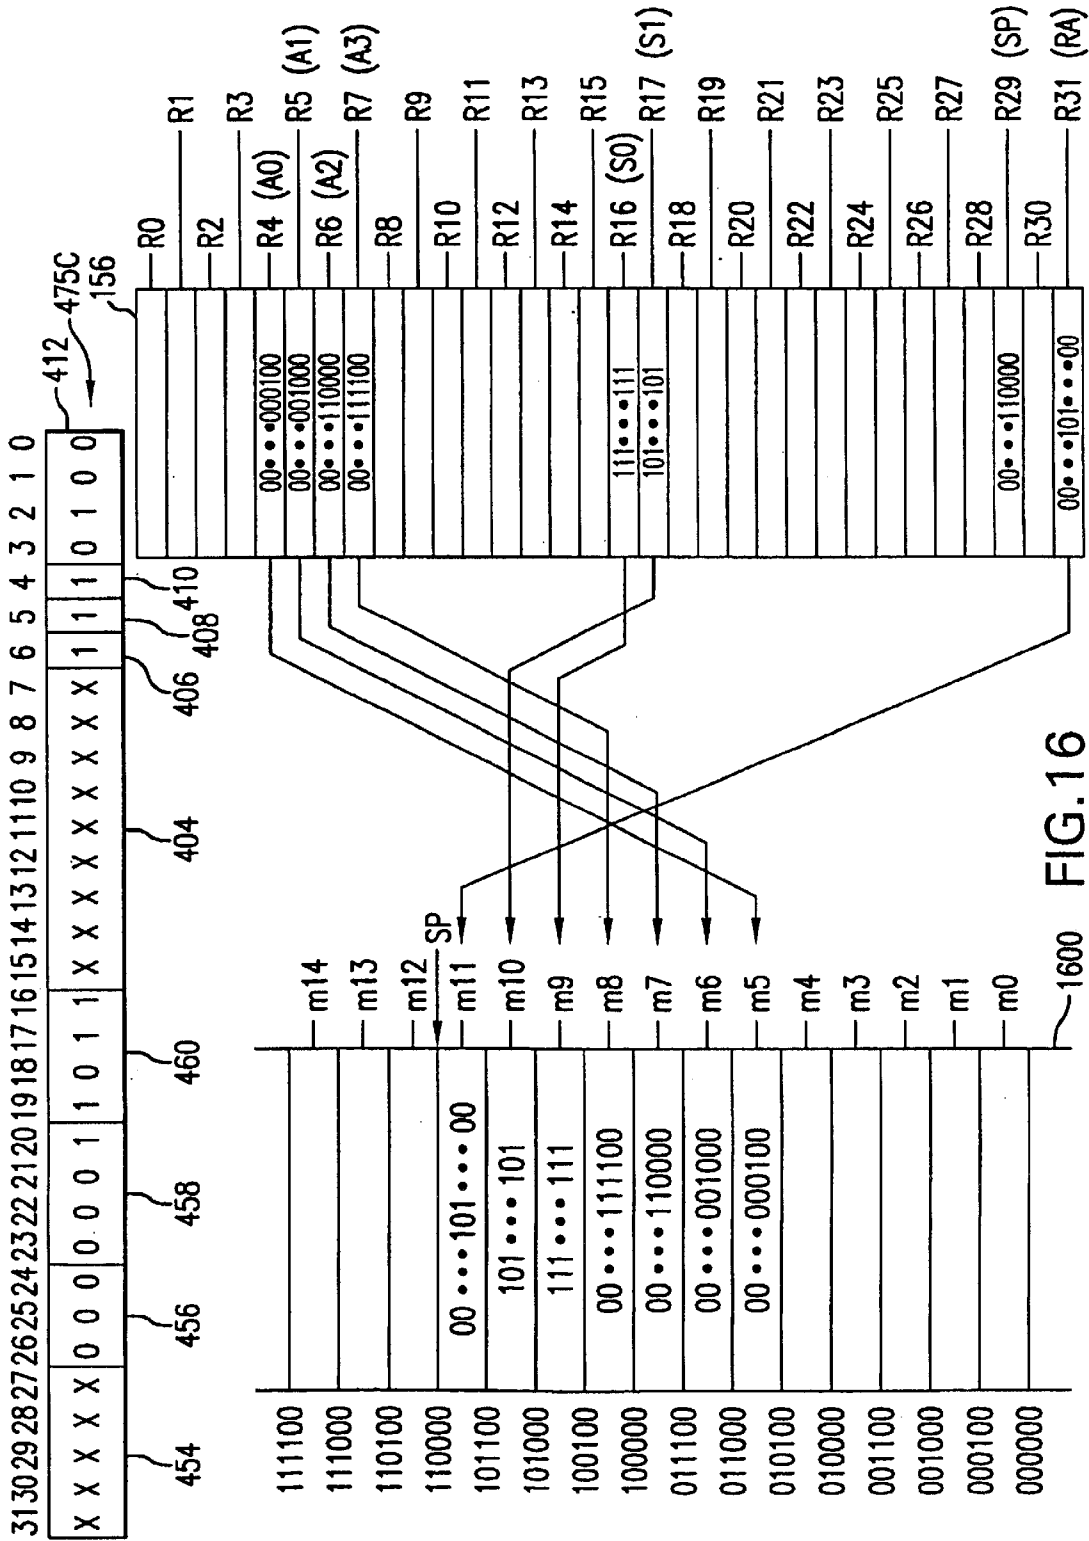 31 30 29 28 27 26 25 24 23 22 21 20 19 18 17 16 15 14 13 12 11 10 9 8 7 6 5 4 3 2 1 0
412
475C
X X X X X 0 0 0 0 0 0 1 1 0 1 1 X X X X X X X X X 1 1 1 0 1 0 0
454 456 458 460 404 406 408 410
156
111100
111000
110100
110000
101100
101000
100100
100000
011100
011000
010100
010000
001100
001000
000100
000000
00•••101•••00
101•••101
111•••111
00•••111100
00•••110000
00•••001000
00•••000100
m14
m13
m12
SP
m11
m10
m9
m8
m7
m6
m5
m4
m3
m2
m1
m0
1600
00•••000100
00•••001000
00•••110000
00•••111100
111•••111
101•••101
00•••110000
00•••101•••00
R0
R1
R2
R3
R4 (A0)
R5 (A1)
R6 (A2)
R7 (A3)
R8
R9
R10
R11
R12
R13
R14
R15
R16 (S0)
R17 (S1)
R18
R19
R20
R21
R22
R23
R24
R25
R26
R27
R28
R29 (SP)
R30
R31 (RA)
FIG.16